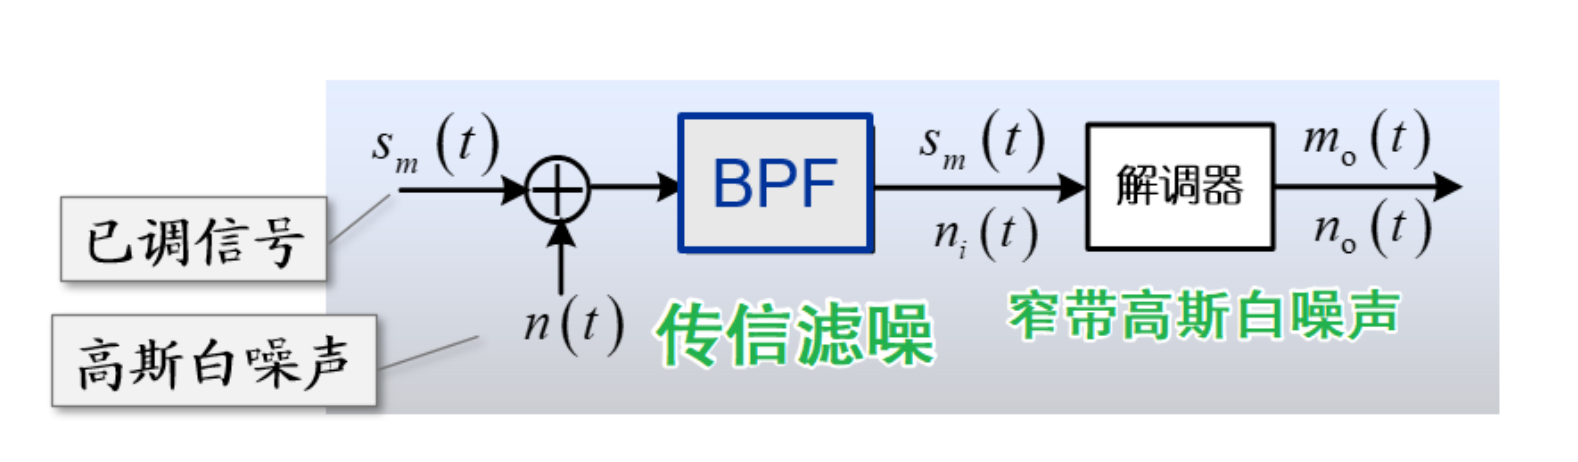 s_m(t)
BPF
s_m(t)
n_i(t)
解调器
m_o(t)
n_o(t)
已调信号
高斯白噪声
n(t)
传信滤噪
窄带高斯白噪声